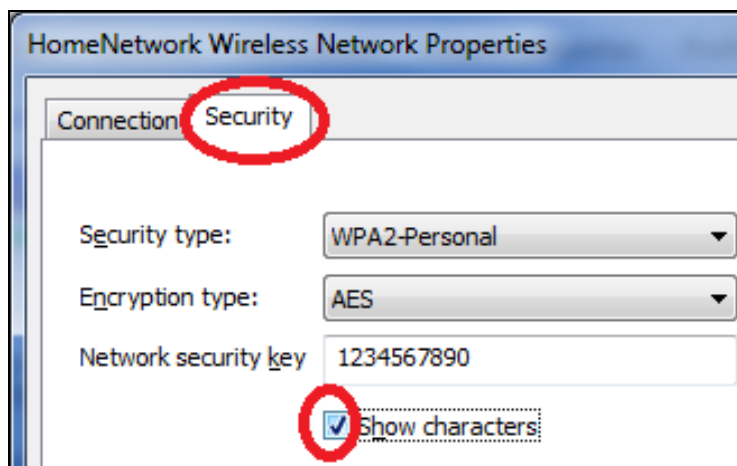 HomeNetwork Wireless Network Properties
Connection Security
Security type: WPA2-Personal
Encryption type: AES
Network security key 1234567890
Show characters